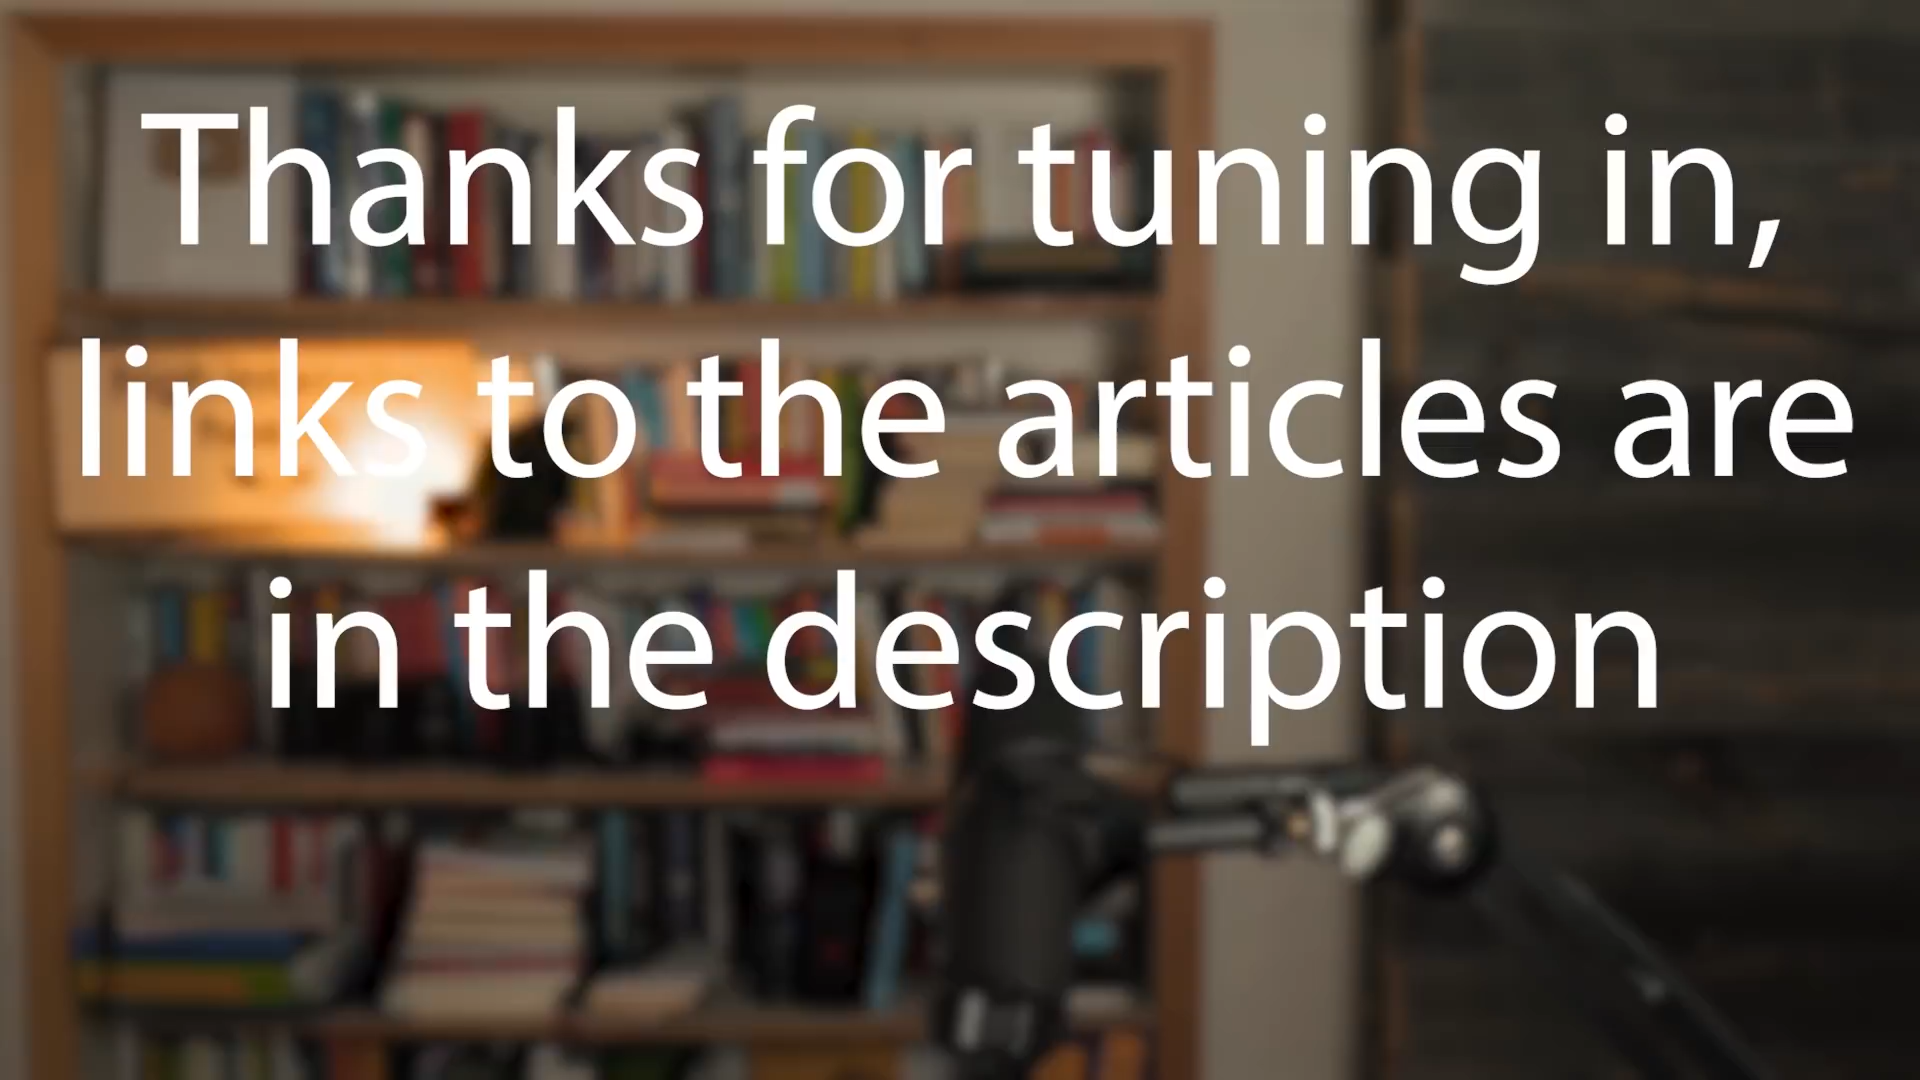 Thanks for tuning in,
links to the articles are
in the description